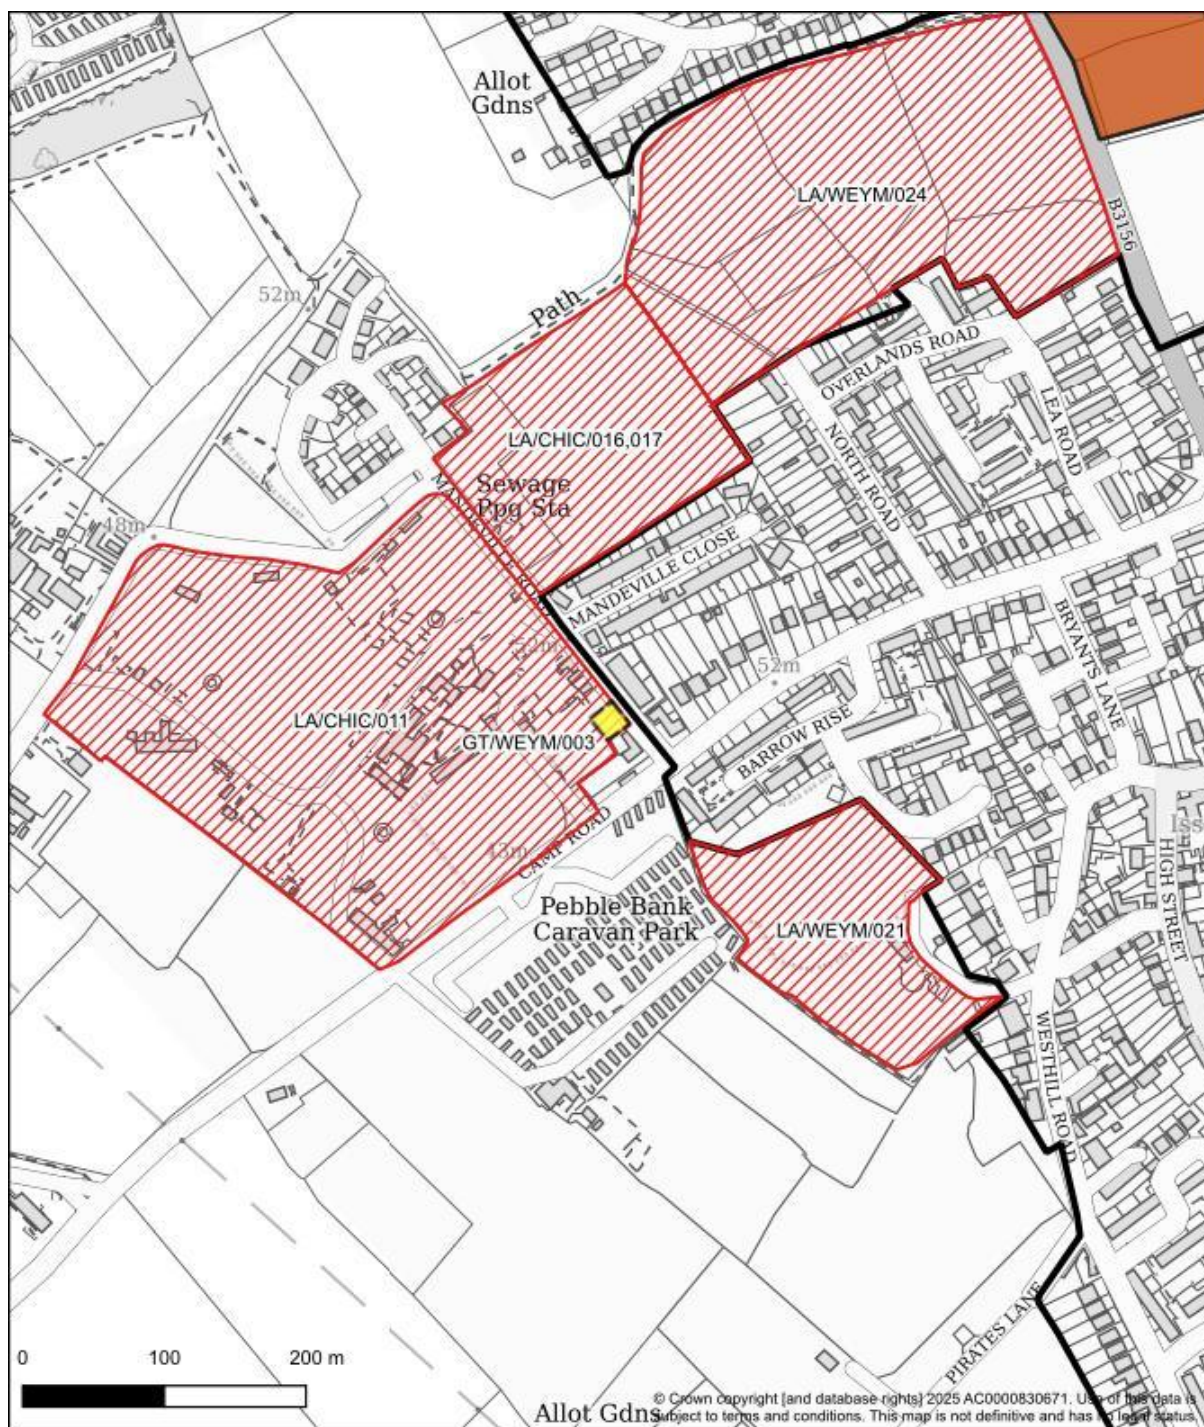 Allot
Gdns
LA/WEYM/024
B3156
52m
Path
OVERLANDS ROAD
LEA ROAD
LA/CHIC/016,017
NORTH ROAD
Sewage
Ppg Sta
MANDEVILLE ROAD
48m
MANDEVILLE CLOSE
BRYANTS LANE
52m
52m
LA/CHIC/011
GT/WEYM/003
BARROW RISE
CAMP ROAD
43m
HIGH STREET
Pebble Bank
Caravan Park
LA/WEYM/021
WESTHILL ROAD
PIRATES LANE
0 100 200 m
Allot Gdns
© Crown copyright [and database rights] 2025 AC0000830671. Use of this data is
subject to terms and conditions. This map is not definitive and has no legal status.